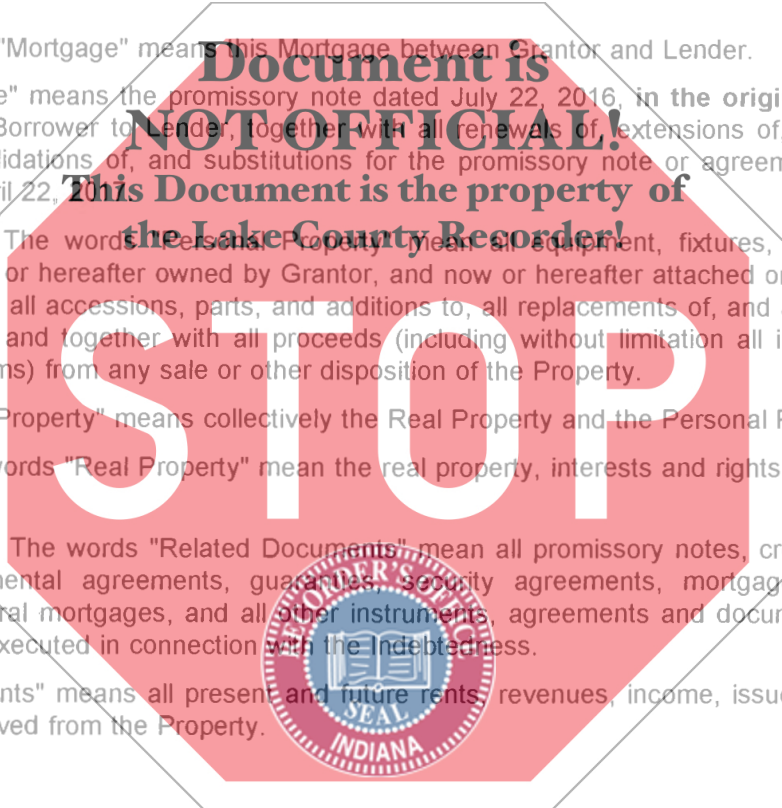 "Mortgage" means this Mortgage between Grantor and Lender.
Document is
e" means the promissory note dated July 22, 2016, in the origi
NOT OFFICIAL!
Borrower to Lender, together with all renewals of, extensions of
idations of, and substitutions for the promissory note or agreem
il 22, 2017.
This Document is the property of
the Lake County Recorder!
The words "Personal Property" mean all equipment, fixtures,
or hereafter owned by Grantor, and now or hereafter attached o
all accessions, parts, and additions to, all replacements of, and
and together with all proceeds (including without limitation all i
ms) from any sale or other disposition of the Property.
STOP
Property" means collectively the Real Property and the Personal P
ords "Real Property" mean the real property, interests and rights
The words "Related Documents" mean all promissory notes, cr
mental agreements, guaranties, security agreements, mortgag
ral mortgages, and all other instruments, agreements and docu
xecuted in connection with the Indebtedness.
RECORDER'S OFFICE
SEAL
INDIANA
nts" means all present and future rents, revenues, income, issu
ved from the Property.